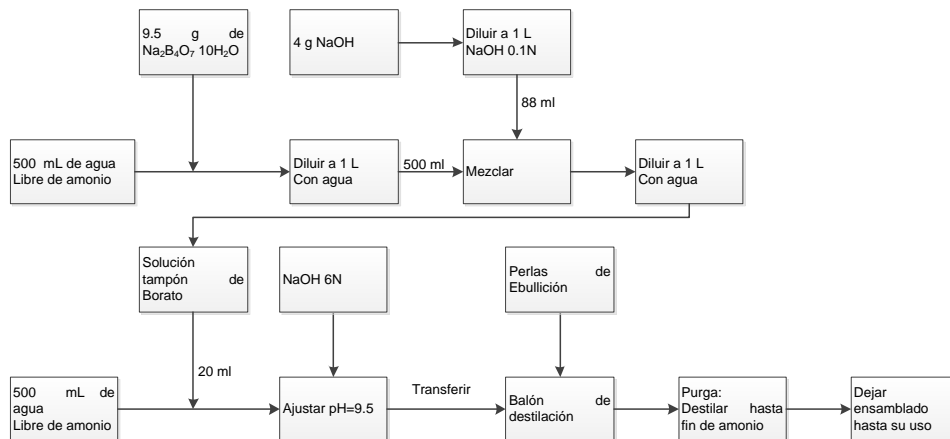 9.5 g de
Na₂B₄O₇ 10H₂O
4 g NaOH
Diluir a 1 L
NaOH 0.1N
88 ml
500 mL de agua
Libre de amonio
Diluir a 1 L
Con agua
500 ml
Mezclar
Diluir a 1 L
Con agua
Solución
tampón de
Borato
NaOH 6N
Perlas de
Ebullición
20 ml
500 mL de
agua
Libre de amonio
Ajustar pH=9.5
Transferir
Balón de
destilación
Purga:
Destilar hasta
fin de amonio
Dejar
ensamblado
hasta su uso